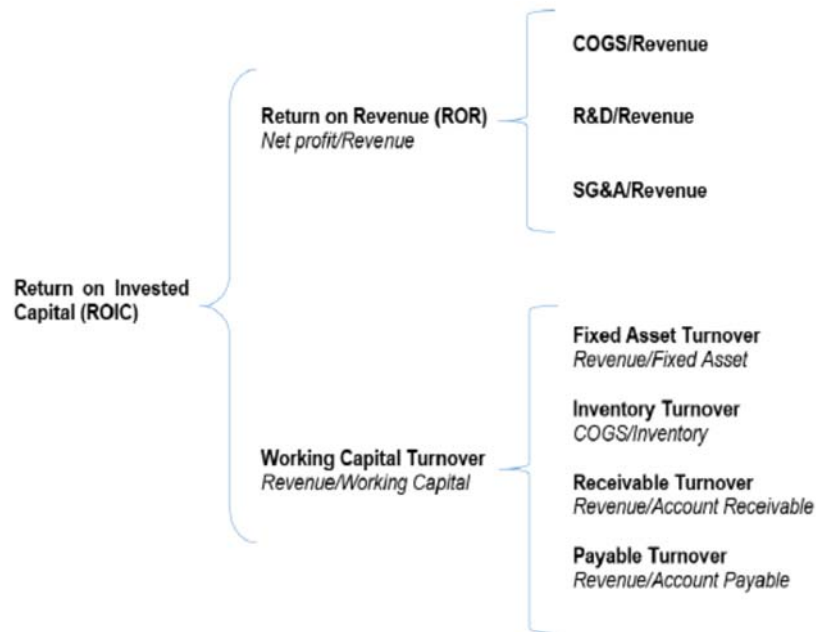 Return on Invested
Capital (ROIC)
Return on Revenue (ROR)
Net profit/Revenue
COGS/Revenue
R&D/Revenue
SG&A/Revenue
Working Capital Turnover
Revenue/Working Capital
Fixed Asset Turnover
Revenue/Fixed Asset
Inventory Turnover
COGS/Inventory
Receivable Turnover
Revenue/Account Receivable
Payable Turnover
Revenue/Account Payable